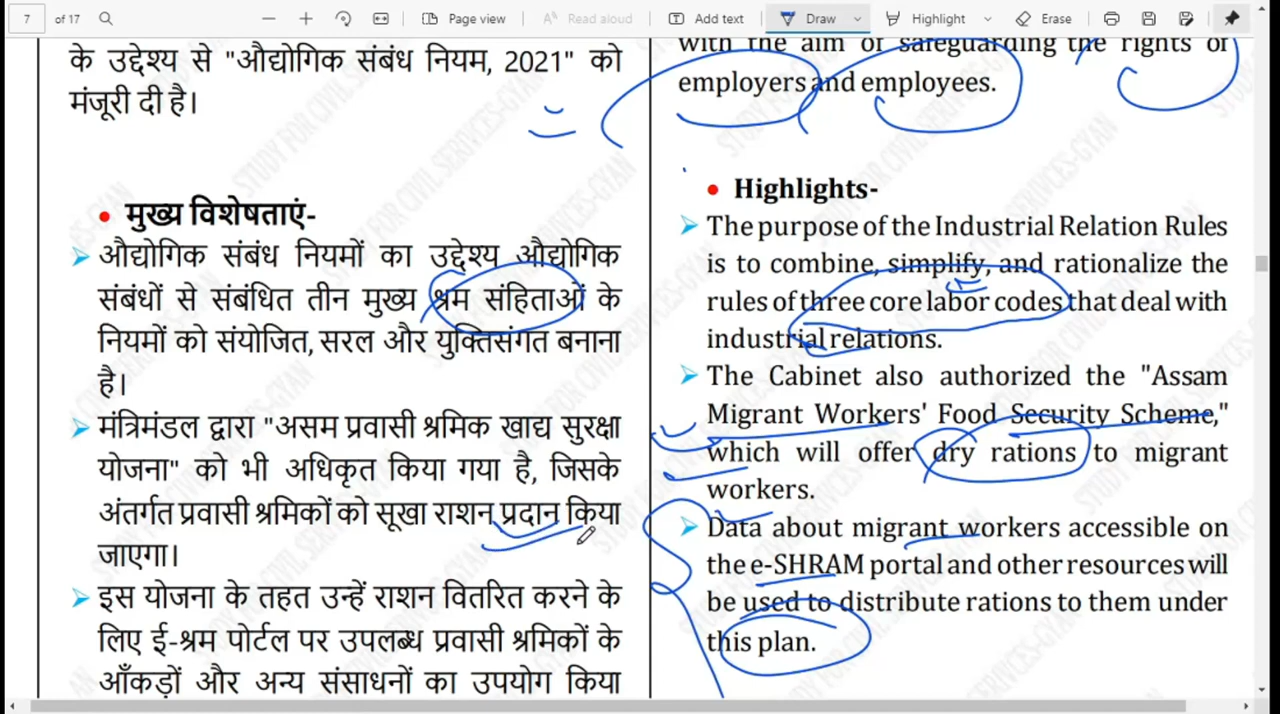 7 of 17
Page view
Read aloud
Add text
Draw
Highlight
Erase
के उद्देश्य से "औद्योगिक संबंध नियम, 2021" को
मंजूरी दी है।
मुख्य विशेषताएं-
औद्योगिक संबंध नियमों का उद्देश्य औद्योगिक
संबंधों से संबंधित तीन मुख्य श्रम संहिताओं के
नियमों को संयोजित, सरल और युक्तिसंगत बनाना
है।
मंत्रिमंडल द्वारा "असम प्रवासी श्रमिक खाद्य सुरक्षा
योजना" को भी अधिकृत किया गया है, जिसके
अंतर्गत प्रवासी श्रमिकों को सूखा राशन प्रदान किया
जाएगा।
इस योजना के तहत उन्हें राशन वितरित करने के
लिए ई-श्रम पोर्टल पर उपलब्ध प्रवासी श्रमिकों के
आँकड़ों और अन्य संसाधनों का उपयोग किया
with the aim of safeguarding the rights of
employers and employees.
Highlights-
The purpose of the Industrial Relation Rules
is to combine, simplify, and rationalize the
rules of three core labor codes that deal with
industrial relations.
The Cabinet also authorized the "Assam
Migrant Workers' Food Security Scheme,"
which will offer dry rations to migrant
workers.
Data about migrant workers accessible on
the e-SHRAM portal and other resources will
be used to distribute rations to them under
this plan.
STUDY FOR CIVIL SERIVCES-GYAN